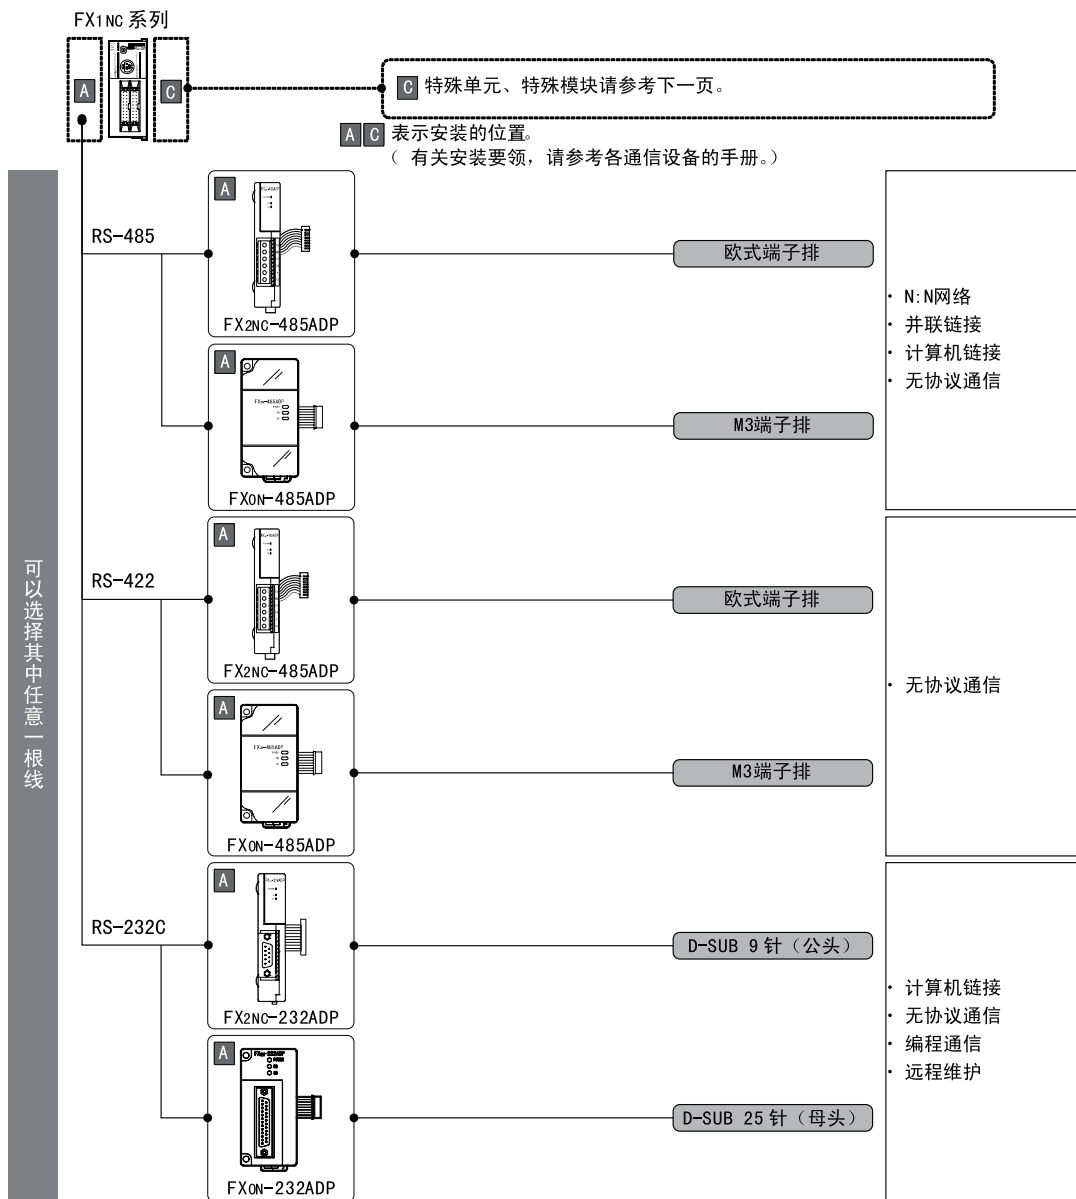 FX1NC 系列
A
C
C 特殊单元、特殊模块请参考下一页。
A C 表示安装的位置。
（ 有关安装要领，请参考各通信设备的手册。）
可以选择其中任意一根线
RS-485
A
FX2NC-485ADP
欧式端子排
A
FX0N-485ADP
FX0N-485ADP
M3端子排
· N:N网络
· 并联链接
· 计算机链接
· 无协议通信
RS-422
A
FX2NC-485ADP
欧式端子排
A
FX0N-485ADP
FX0N-485ADP
M3端子排
· 无协议通信
RS-232C
A
FX2NC-232ADP
D-SUB 9 针（公头）
A
FX0N-232ADP
FX0N-232ADP
D-SUB 25 针（母头）
· 计算机链接
· 无协议通信
· 编程通信
· 远程维护